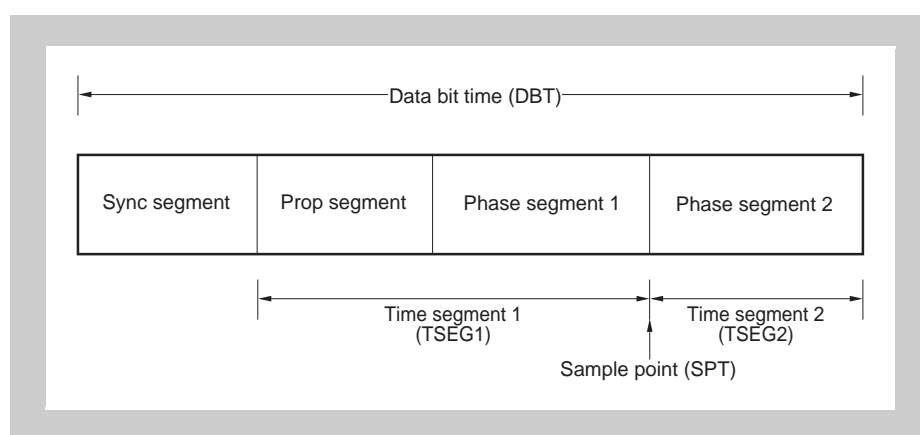 Data bit time (DBT)
Sync segment
Prop segment
Phase segment 1
Phase segment 2
Time segment 1
(TSEG1)
Time segment 2
(TSEG2)
Sample point (SPT)